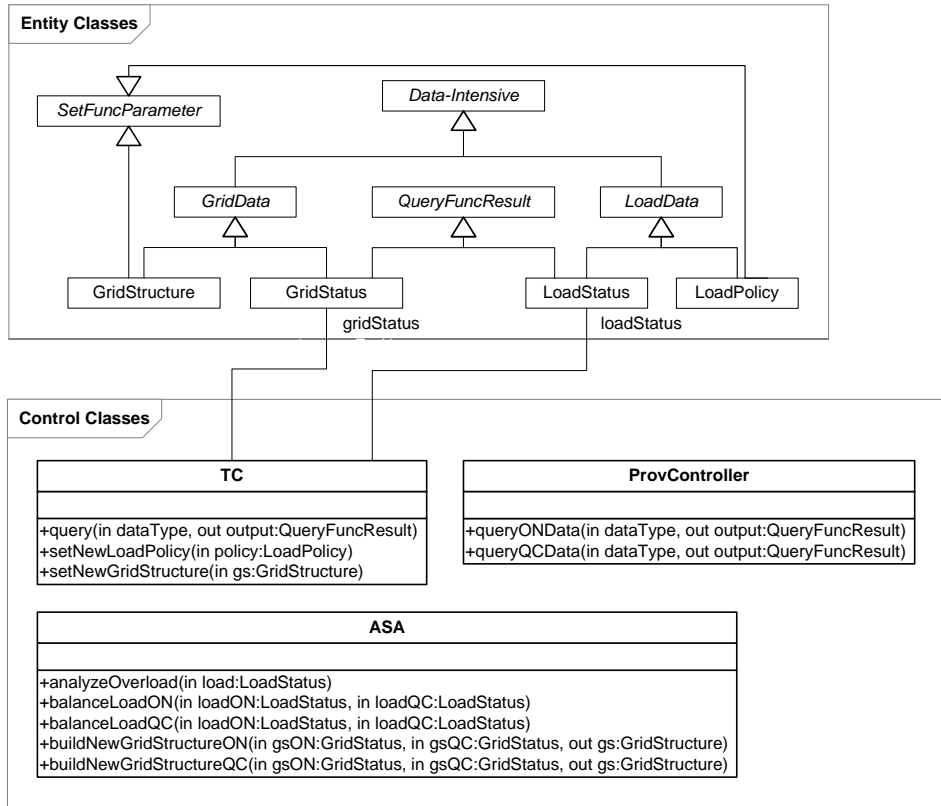 Entity Classes
SetFuncParameter
Data-Intensive
GridData
QueryFuncResult
LoadData
GridStructure
GridStatus
LoadStatus
LoadPolicy
gridStatus
loadStatus
Control Classes
TC
+query(in dataType, out output:QueryFuncResult)
+setNewLoadPolicy(in policy:LoadPolicy)
+setNewGridStructure(in gs:GridStructure)
ProvController
+queryONData(in dataType, out output:QueryFuncResult)
+queryQCData(in dataType, out output:QueryFuncResult)
ASA
+analyzeOverload(in load:LoadStatus)
+balanceLoadON(in loadON:LoadStatus, in loadQC:LoadStatus)
+balanceLoadQC(in loadON:LoadStatus, in loadQC:LoadStatus)
+buildNewGridStructureON(in gsON:GridStatus, in gsQC:GridStatus, out gs:GridStructure)
+buildNewGridStructureQC(in gsON:GridStatus, in gsQC:GridStatus, out gs:GridStructure)